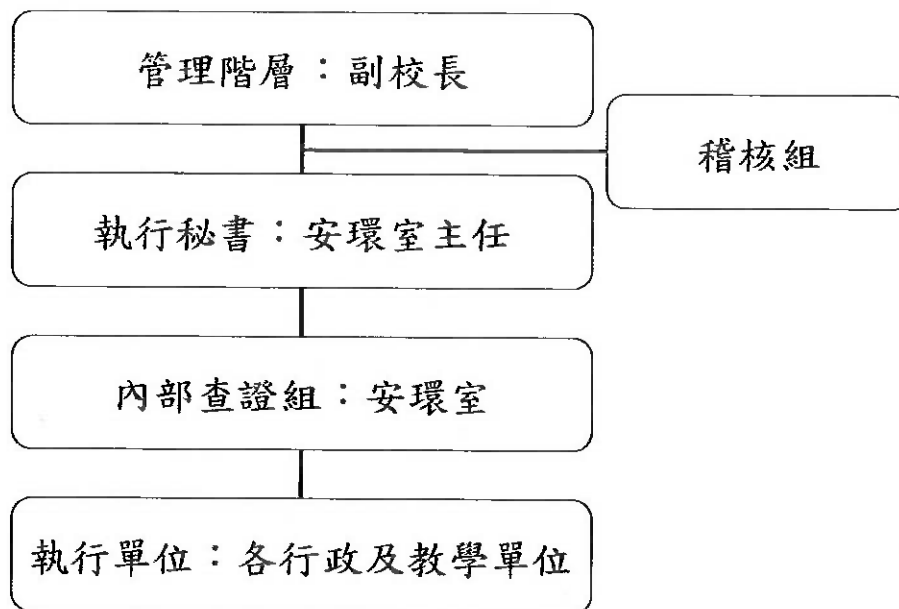 管理階層：副校長
稽核組
執行秘書：安環室主任
內部查證組：安環室
執行單位：各行政及教學單位